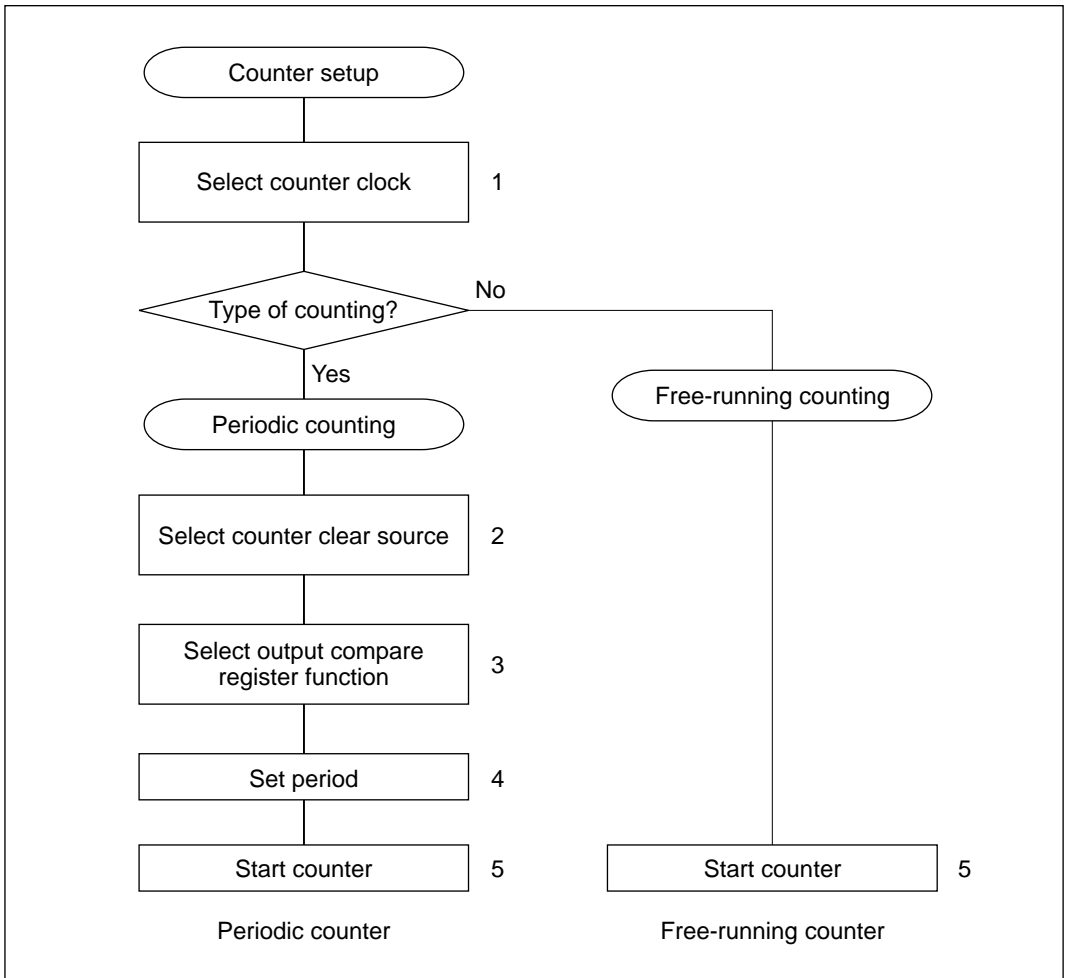 Counter setup
Select counter clock
1
Type of counting?
No
Yes
Periodic counting
Free-running counting
Select counter clear source
2
Select output compare
register function
3
Set period
4
Start counter
5
Start counter
5
Periodic counter
Free-running counter